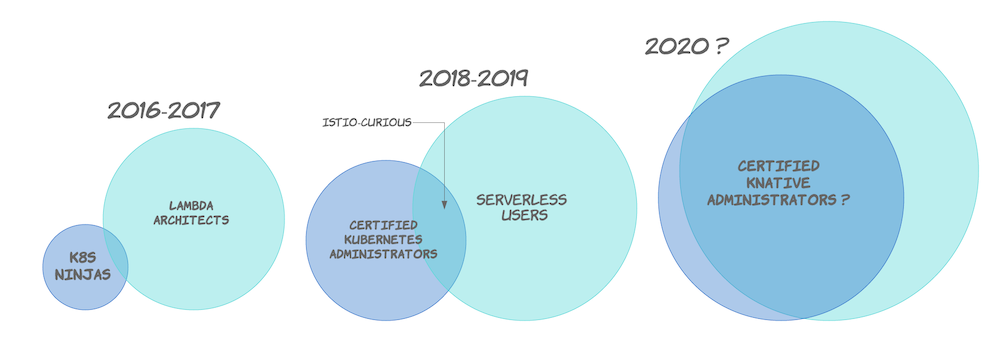 2016-2017
K8S
NINJAS
LAMBDA
ARCHITECTS
2018-2019
ISTIO-CURIOUS
CERTIFIED
KUBERNETES
ADMINISTRATORS
SERVERLESS
USERS
2020 ?
CERTIFIED
KNATIVE
ADMINISTRATORS ?